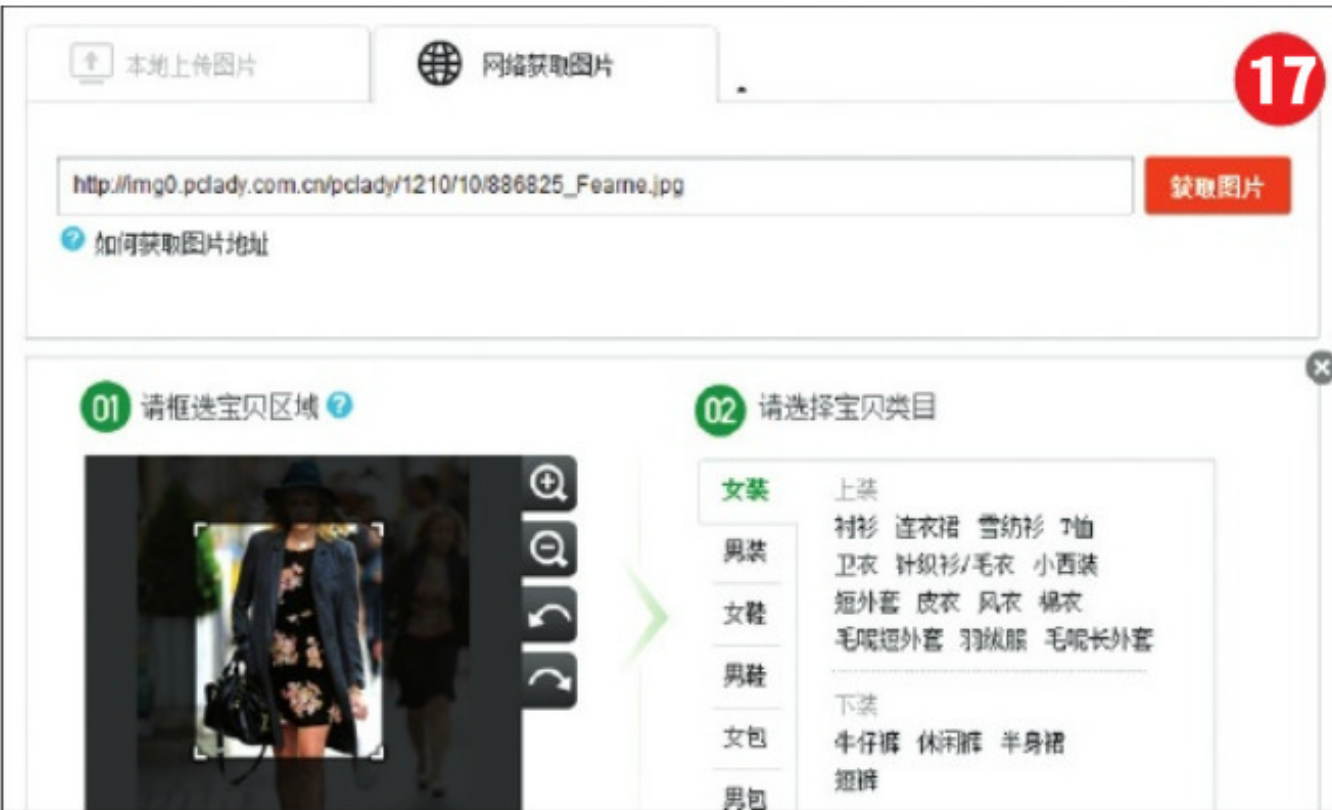 本地上传图片
网络获取图片
17
http://img0.pclady.com.cn/pclady/1210/10/886825_Fearne.jpg
获取图片
如何获取图片地址
01 请框选宝贝区域
02 请选择宝贝类目
女装
男装
女鞋
男鞋
女包
男包
上装
衬衫 连衣裙 雪纺衫 T恤
卫衣 针织衫/毛衣 小西装
短外套 皮衣 风衣 棉衣
毛呢短外套 羽绒服 毛呢长外套
下装
牛仔裤 休闲裤 半身裙
短裤